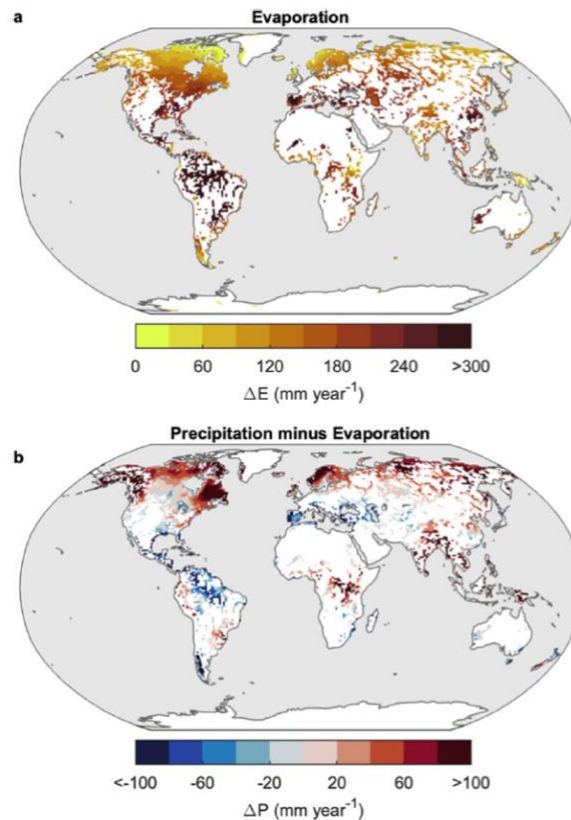 Evaporation
a
0 60 120 180 240 >300
ΔE (mm year⁻¹)
Precipitation minus Evaporation
b
<-100 -60 -20 20 60 >100
ΔP (mm year⁻¹)